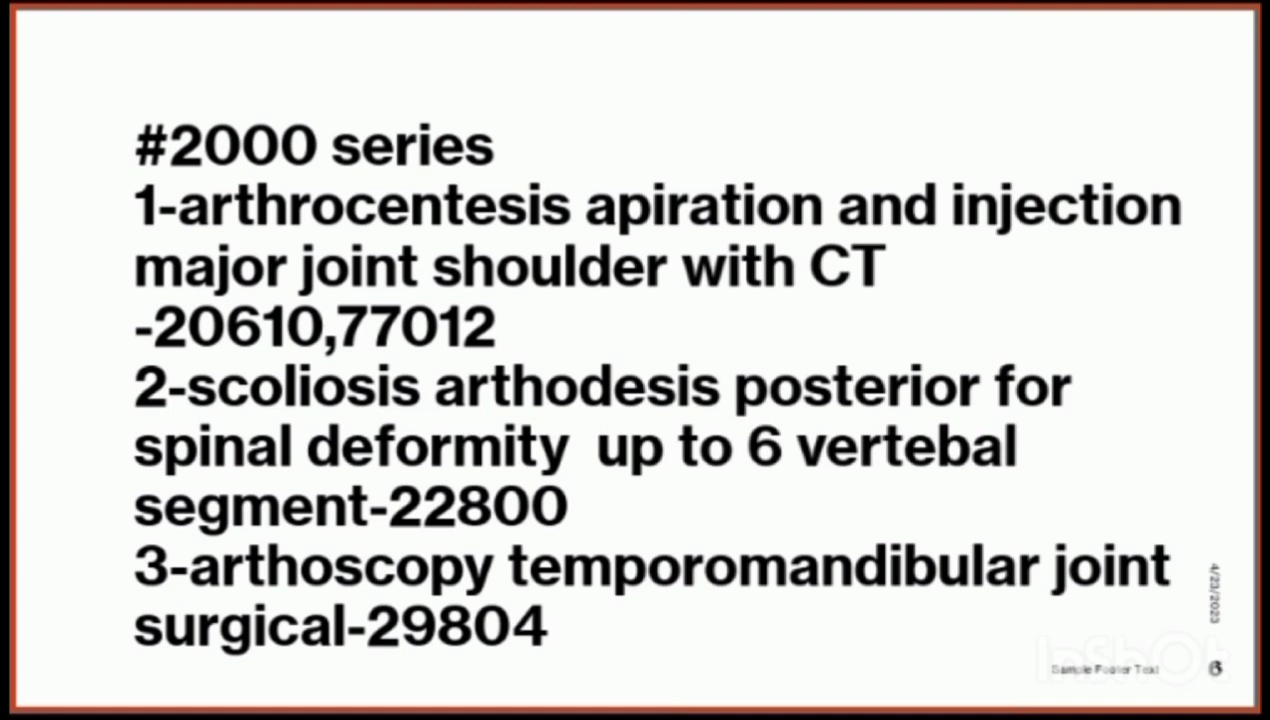 #2000 series
1-arthrocentesis apiration and injection
major joint shoulder with CT
-20610,77012
2-scoliosis arthodesis posterior for
spinal deformity  up to 6 vertebal
segment-22800
3-arthoscopy temporomandibular joint
surgical-29804
4/23/2023
Sample Footer Text
6
InShOt